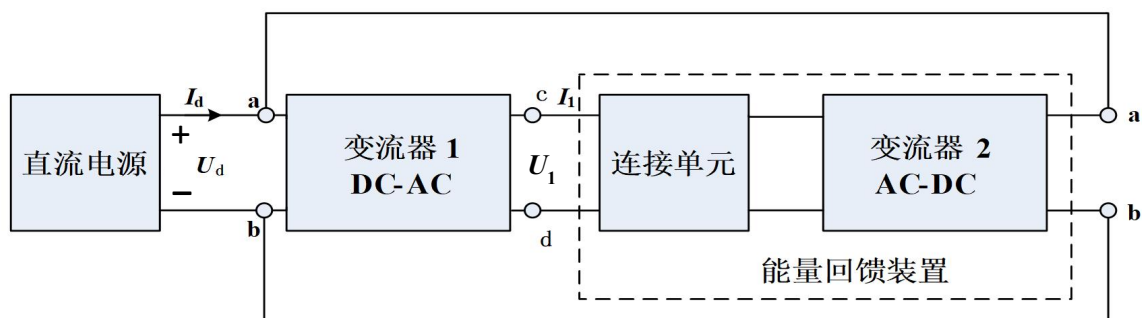 直流电源
I_d
+
U_d
−
a
b
变流器 1
DC-AC
c
I_1
U_1
d
连接单元
变流器 2
AC-DC
能量回馈装置
a
b